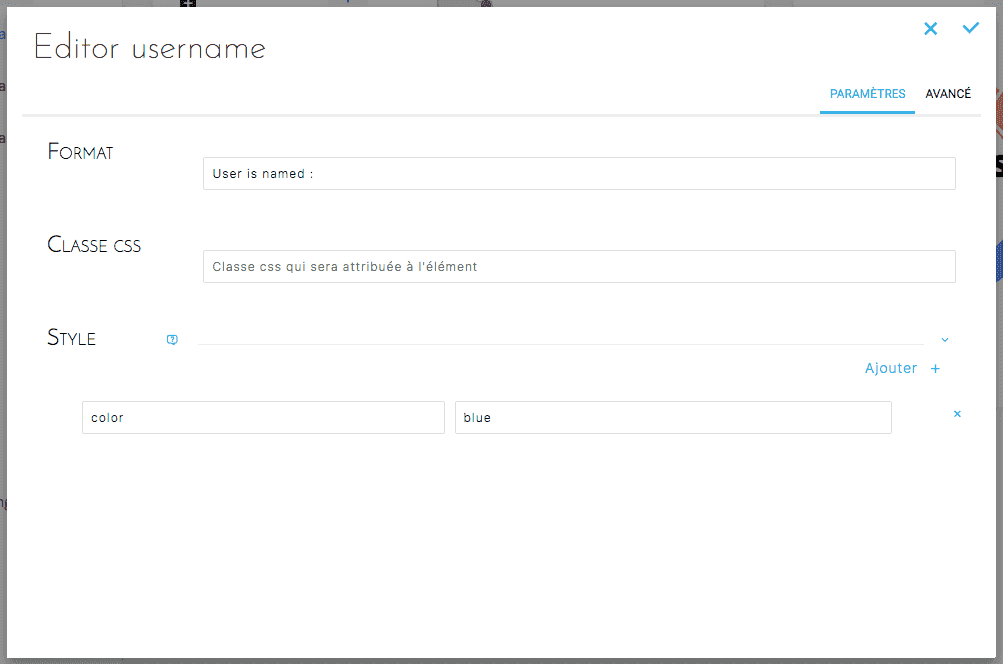 Editor username
PARAMÈTRES AVANCÉ
Format
User is named :
Classe css
Classe css qui sera attribuée à l'élément
Style
Ajouter +
color blue